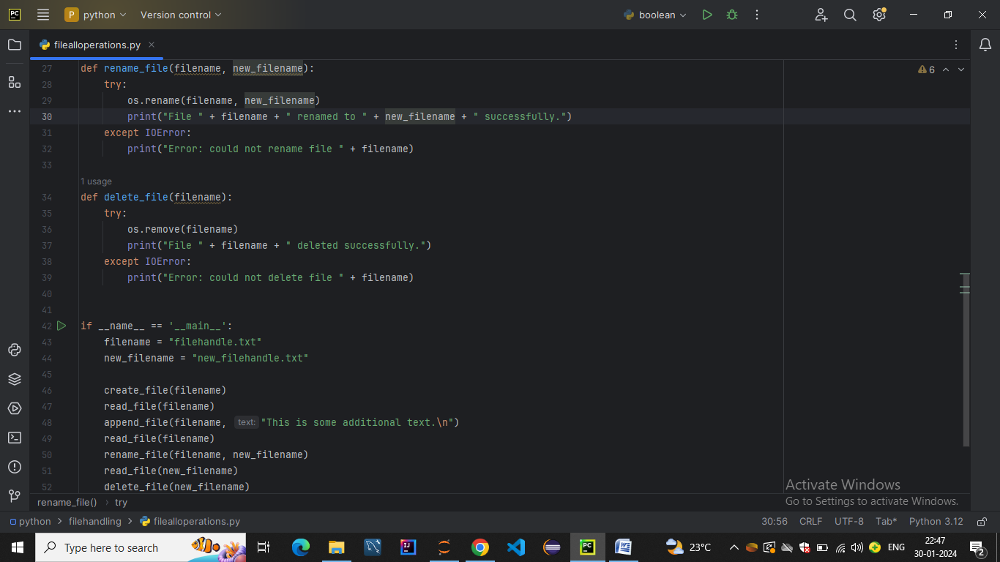 PC P python Version control boolean
filealloperations.py
6
27 def rename_file(filename, new_filename):
28 try:
29 os.rename(filename, new_filename)
30 print("File " + filename + " renamed to " + new_filename + " successfully.")
31 except IOError:
32 print("Error: could not rename file " + filename)
33
1 usage
34 def delete_file(filename):
35 try:
36 os.remove(filename)
37 print("File " + filename + " deleted successfully.")
38 except IOError:
39 print("Error: could not delete file " + filename)
40
41
42 if __name__ == '__main__':
43 filename = "filehandle.txt"
44 new_filename = "new_filehandle.txt"
45
46 create_file(filename)
47 read_file(filename)
48 append_file(filename, text: "This is some additional text.\n")
49 read_file(filename)
50 rename_file(filename, new_filename)
51 read_file(new_filename)
52 delete_file(new_filename)
Activate Windows
Go to Settings to activate Windows.
rename_file() › try
python > filehandling > filealloperations.py 30:56 CRLF UTF-8 Tab* Python 3.12
Type here to search IJ PC W 23°C ENG 22:47
30-01-2024 2